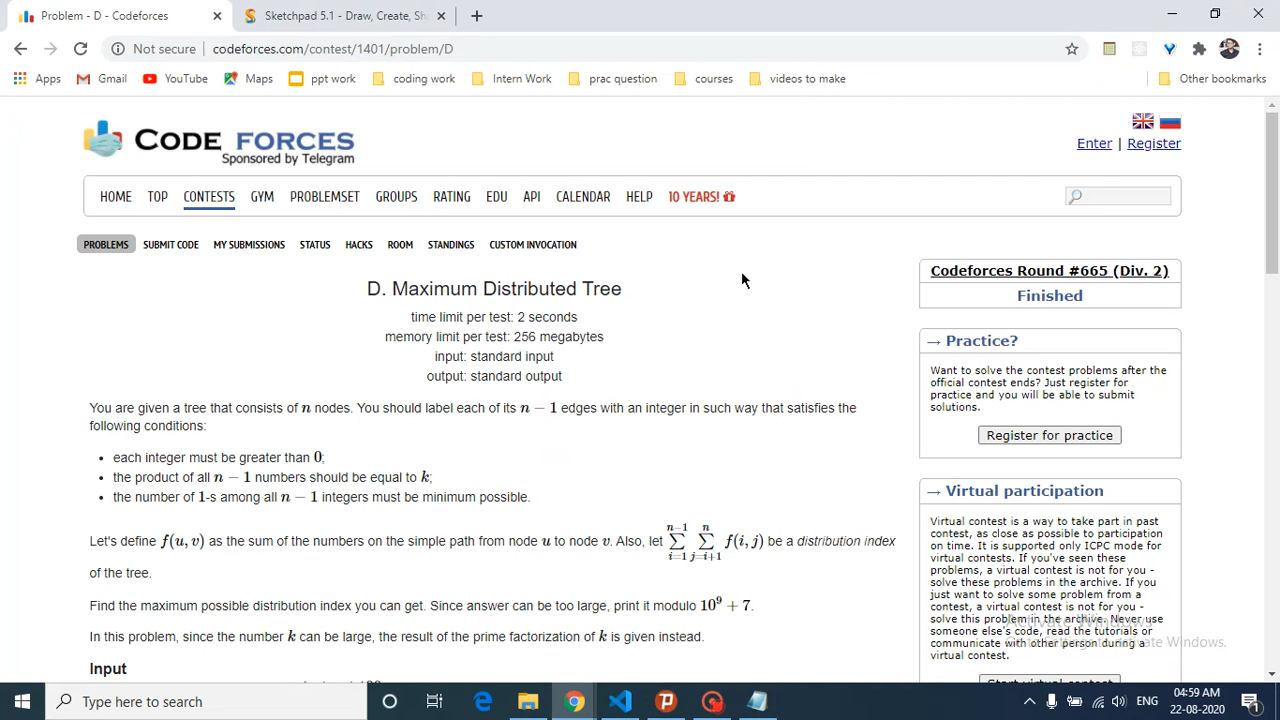 Problem - D - Codeforces
Sketchpad 5.1 - Draw, Create, Sh
Not secure | codeforces.com/contest/1401/problem/D
Apps Gmail YouTube Maps ppt work coding work Intern Work prac question courses videos to make Other bookmarks
CODE FORCES
Sponsored by Telegram
Enter | Register
HOME TOP CONTESTS GYM PROBLEMSET GROUPS RATING EDU API CALENDAR HELP 10 YEARS!
PROBLEMS SUBMIT CODE MY SUBMISSIONS STATUS HACKS ROOM STANDINGS CUSTOM INVOCATION
D. Maximum Distributed Tree
time limit per test: 2 seconds
memory limit per test: 256 megabytes
input: standard input
output: standard output
You are given a tree that consists of n nodes. You should label each of its n − 1 edges with an integer in such way that satisfies the
following conditions:
• each integer must be greater than 0;
• the product of all n − 1 numbers should be equal to k;
• the number of 1-s among all n − 1 integers must be minimum possible.
Let's define f(u, v) as the sum of the numbers on the simple path from node u to node v. Also, let ∑_{i=1}^{n−1} ∑_{j=i+1}^{n} f(i, j) be a distribution index
of the tree.
Find the maximum possible distribution index you can get. Since answer can be too large, print it modulo 10^9 + 7.
In this problem, since the number k can be large, the result of the prime factorization of k is given instead.
Input
Codeforces Round #665 (Div. 2)
Finished
→ Practice?
Want to solve the contest problems after the
official contest ends? Just register for
practice and you will be able to submit
solutions.
Register for practice
→ Virtual participation
Virtual contest is a way to take part in past
contest, as close as possible to participation
on time. It is supported only ICPC mode for
virtual contests. If you've seen these
problems, a virtual contest is not for you -
solve these problems in the archive. If you
just want to solve some problem from a
contest, a virtual contest is not for you -
solve this problem in the archive. Never use
someone else's code, read the tutorials or
communicate with other person during a
virtual contest.
Start virtual contest
Activate Windows
Go to Settings to activate Windows.
Type here to search
ENG
04:59 AM
22-08-2020
1